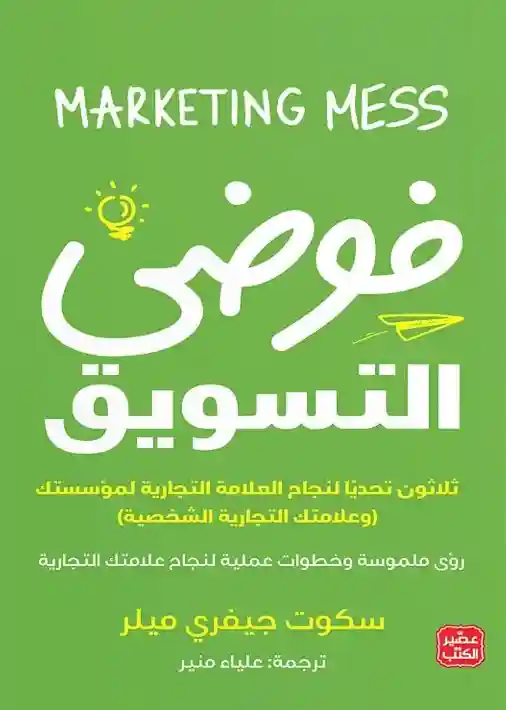 MARKETING MESS
فوضى
التسويق
ثلاثون تحديًا لنجاح العلامة التجارية لمؤسستك
(وعلامتك التجارية الشخصية)
رؤى ملموسة وخطوات عملية لنجاح علامتك التجارية
سكوت جيفري ميلر
ترجمة: علياء منير
عصير
الكتب